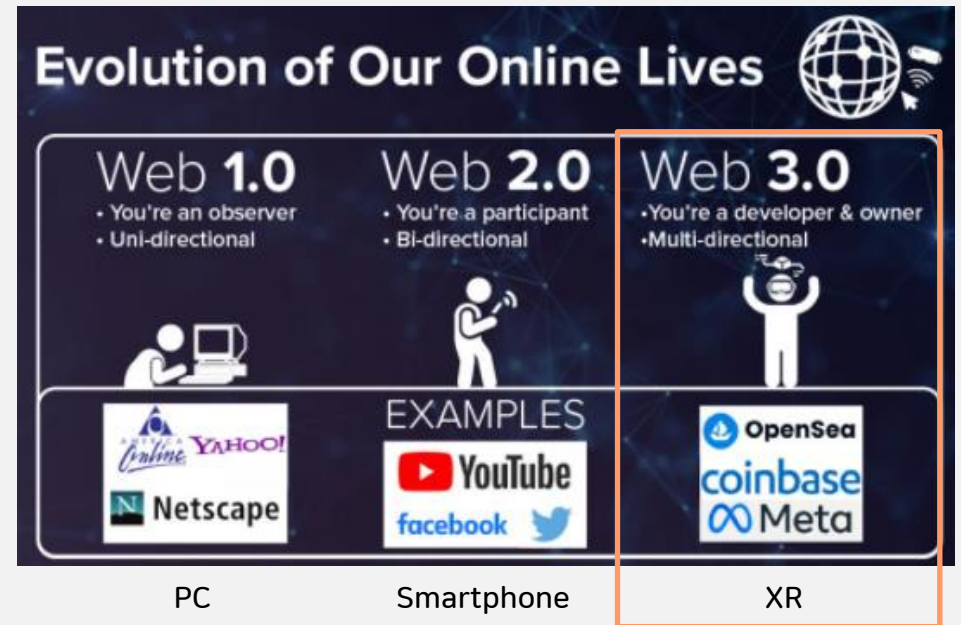 Evolution of Our Online Lives
Web 1.0
• You're an observer
• Uni-directional
Web 2.0
• You're a participant
• Bi-directional
Web 3.0
•You're a developer & owner
•Multi-directional
EXAMPLES
AMERICA
Online
YAHOO!
N Netscape
YouTube
facebook
OpenSea
coinbase
Meta
PC
Smartphone
XR